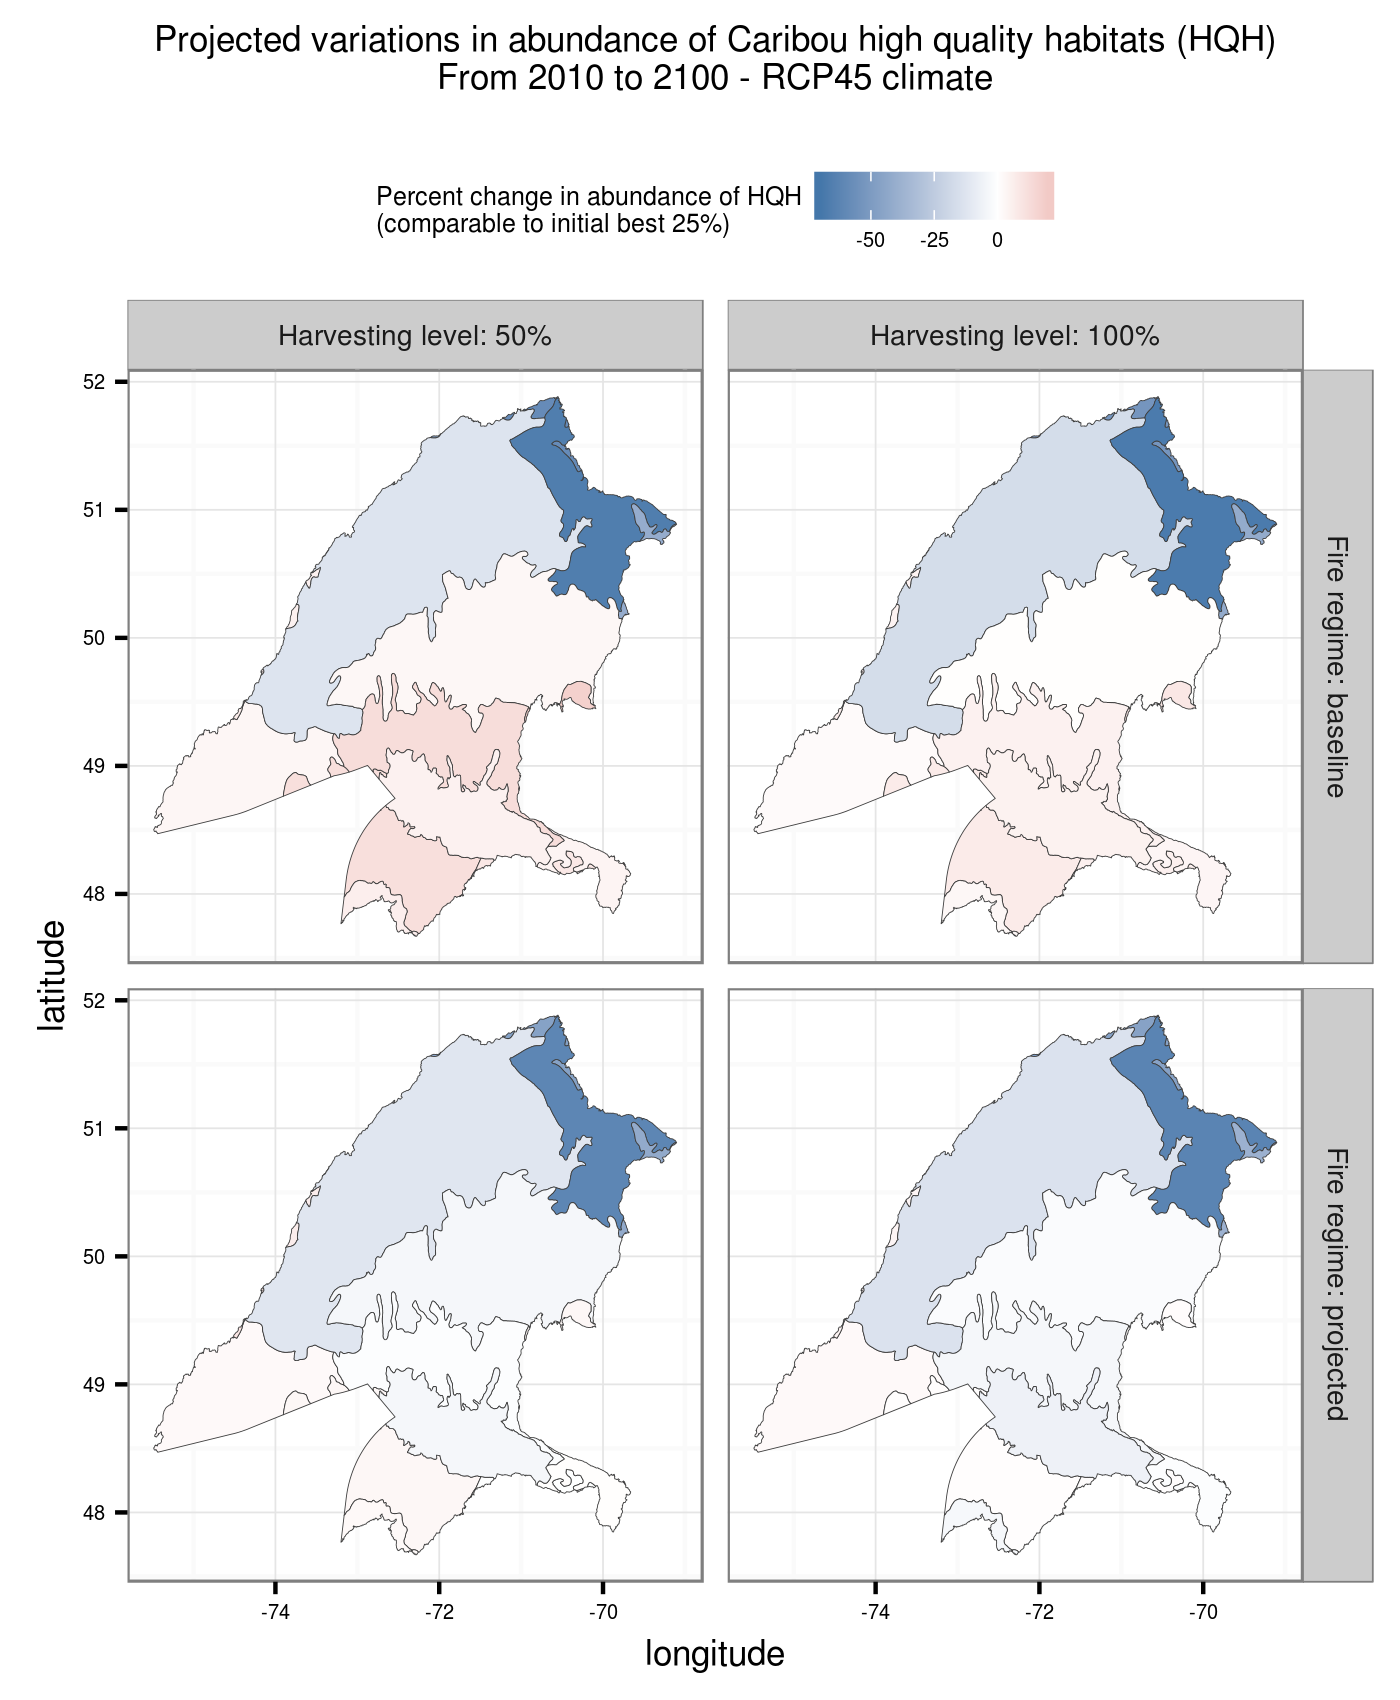 Projected variations in abundance of Caribou high quality habitats (HQH)
From 2010 to 2100 - RCP45 climate
Percent change in abundance of HQH
(comparable to initial best 25%)
-50 -25 0
Harvesting level: 50%
Harvesting level: 100%
52
51
50
49
48
Fire regime: baseline
latitude
52
51
50
49
48
Fire regime: projected
-74 -72 -70
-74 -72 -70
longitude